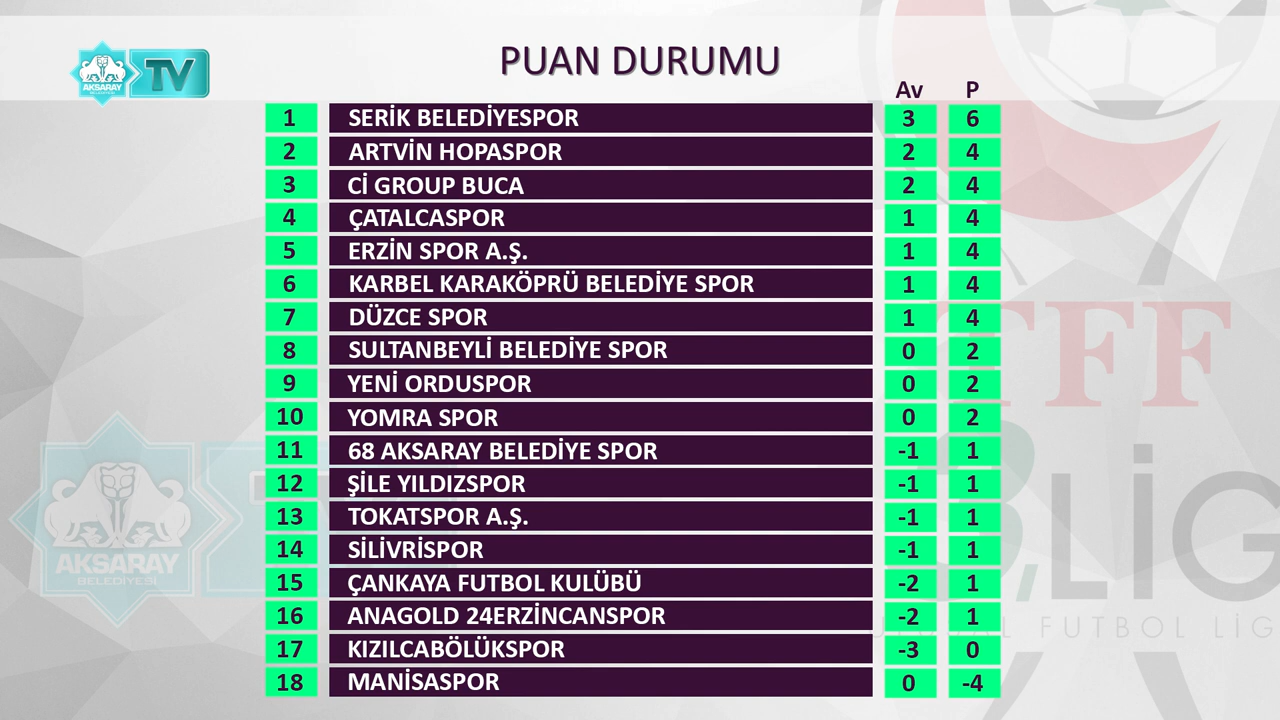 AKSARAY
BELEDİYESİ
TV
PUAN DURUMU
Av P
1 SERİK BELEDİYESPOR 3 6
2 ARTVİN HOPASPOR 2 4
3 Cİ GROUP BUCA 2 4
4 ÇATALCASPOR 1 4
5 ERZİN SPOR A.Ş. 1 4
6 KARBEL KARAKÖPRÜ BELEDİYE SPOR 1 4
7 DÜZCE SPOR 1 4
8 SULTANBEYLİ BELEDİYE SPOR 0 2
9 YENİ ORDUSPOR 0 2
10 YOMRA SPOR 0 2
11 68 AKSARAY BELEDİYE SPOR -1 1
12 ŞİLE YILDIZSPOR -1 1
13 TOKATSPOR A.Ş. -1 1
14 SİLİVRİSPOR -1 1
15 ÇANKAYA FUTBOL KULÜBÜ -2 1
16 ANAGOLD 24ERZİNCANSPOR -2 1
17 KIZILCABÖLÜKSPOR -3 0
18 MANİSASPOR 0 -4
TFF
LİG
FUTBOL LİG
AKSARAY
BELEDİYESİ